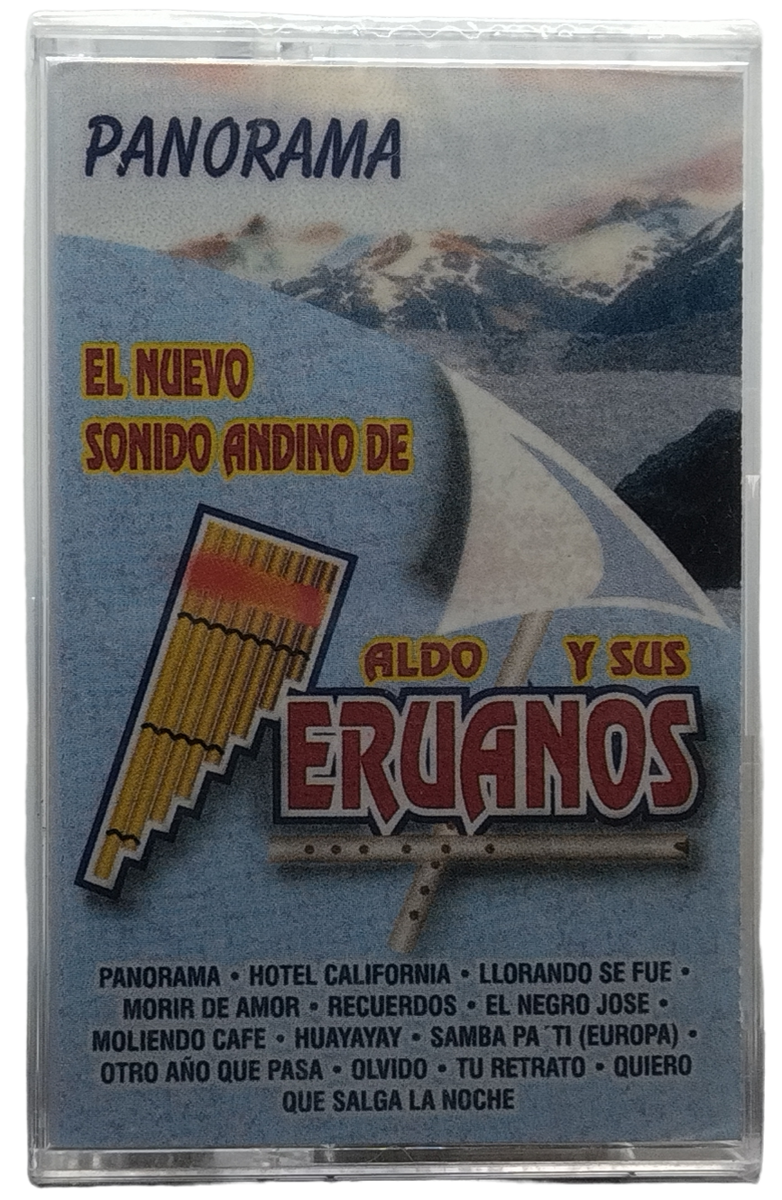 PANORAMA
EL NUEVO
SONIDO ANDINO DE
ALDO Y SUS
ERUANOS
PANORAMA • HOTEL CALIFORNIA • LLORANDO SE FUE •
MORIR DE AMOR • RECUERDOS • EL NEGRO JOSE •
MOLIENDO CAFE • HUAYAYAY • SAMBA PA´TI (EUROPA) •
OTRO AÑO QUE PASA • OLVIDO • TU RETRATO • QUIERO
QUE SALGA LA NOCHE